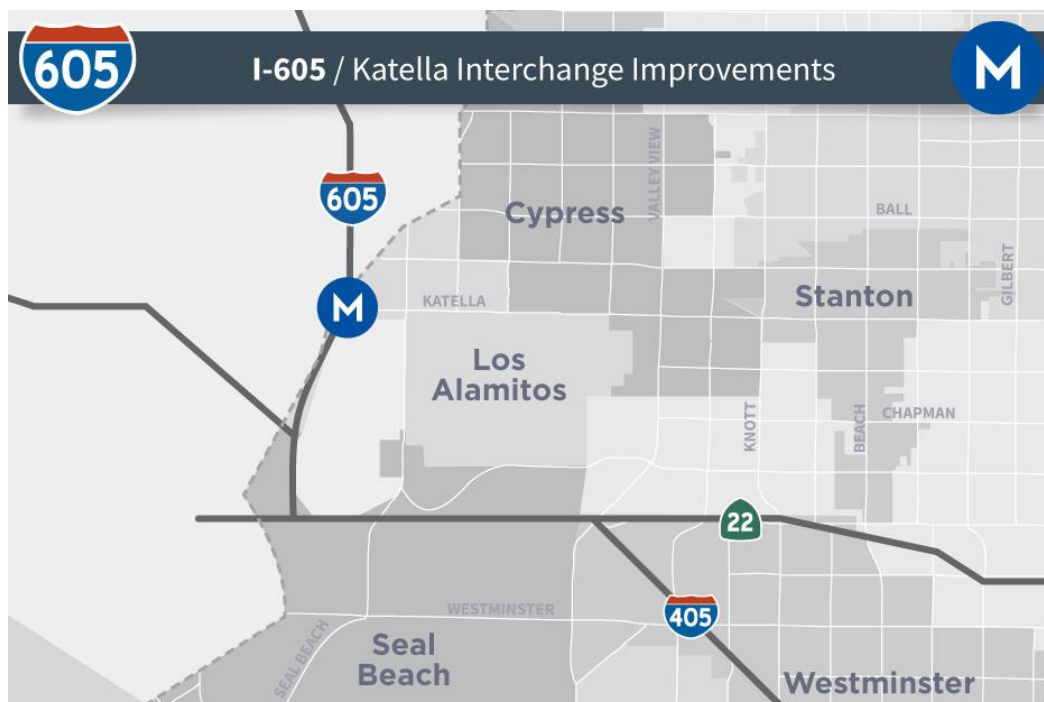 605
I-605 / Katella Interchange Improvements
M
605
Cypress
VALLEY VIEW
BALL
GILBERT
M
KATELLA
Stanton
Los
Alamitos
KNOTT
BEACH
CHAPMAN
22
WESTMINSTER
405
SEAL BEACH
Seal
Beach
Westminster